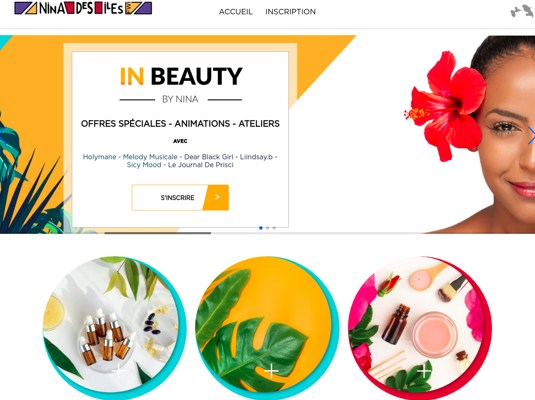 NINA DES ILES
ACCUEIL INSCRIPTION
IN BEAUTY
BY NINA
OFFRES SPÉCIALES - ANIMATIONS - ATELIERS
AVEC
Holymane - Melody Musicale - Dear Black Girl - Liindsay.b -
Sicy Mood - Le Journal De Prisci
S'INSCRIRE >